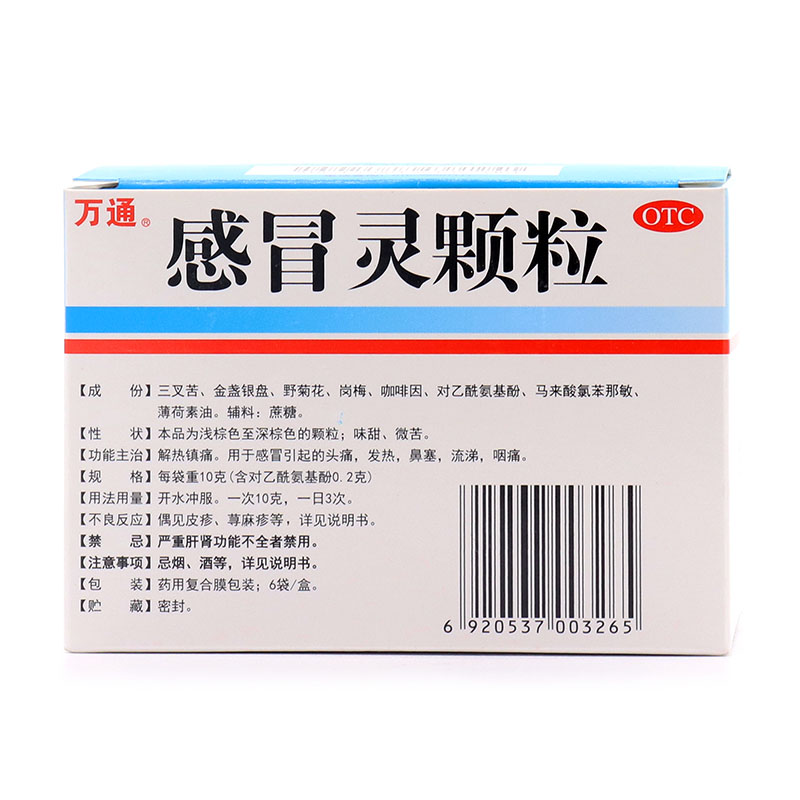 万通®
感冒灵颗粒
OTC
【成 份】三叉苦、金盏银盘、野菊花、岗梅、咖啡因、对乙酰氨基酚、马来酸氯苯那敏、
薄荷素油。辅料：蔗糖。
【性 状】本品为浅棕色至深棕色的颗粒；味甜、微苦。
【功能主治】解热镇痛。用于感冒引起的头痛，发热，鼻塞，流涕，咽痛。
【规 格】每袋重10克(含对乙酰氨基酚0.2克)
【用法用量】开水冲服。一次10克，一日3次。
【不良反应】偶见皮疹、荨麻疹等，详见说明书。
【禁 忌】严重肝肾功能不全者禁用。
【注意事项】忌烟、酒等，详见说明书。
【包 装】药用复合膜包装；6袋/盒。
【贮 藏】密封。
6 920537 003265